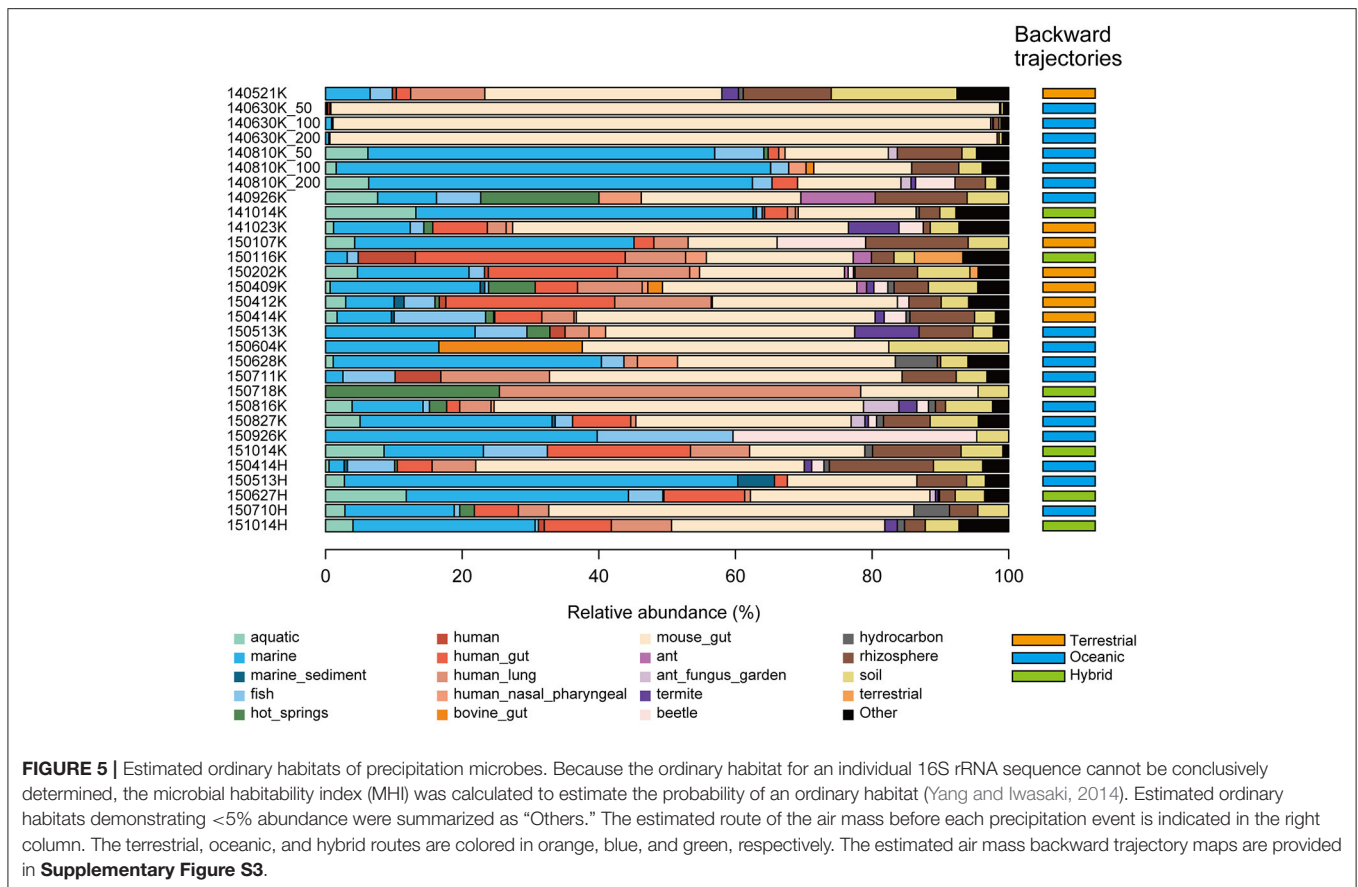 Backward
trajectories
140521K
140630K_50
140630K_100
140630K_200
140810K_50
140810K_100
140810K_200
140926K
141014K
141023K
150107K
150116K
150202K
150409K
150412K
150414K
150513K
150604K
150628K
150711K
150718K
150816K
150827K
150926K
151014K
150414H
150513H
150627H
150710H
151014H
0 20 40 60 80 100
Relative abundance (%)
aquatic human mouse_gut hydrocarbon Terrestrial
marine human_gut ant rhizosphere Oceanic
marine_sediment human_lung ant_fungus_garden soil Hybrid
fish human_nasal_pharyngeal termite terrestrial
hot_springs bovine_gut beetle Other
FIGURE 5 | Estimated ordinary habitats of precipitation microbes. Because the ordinary habitat for an individual 16S rRNA sequence cannot be conclusively
determined, the microbial habitability index (MHI) was calculated to estimate the probability of an ordinary habitat (Yang and Iwasaki, 2014). Estimated ordinary
habitats demonstrating <5% abundance were summarized as “Others.” The estimated route of the air mass before each precipitation event is indicated in the right
column. The terrestrial, oceanic, and hybrid routes are colored in orange, blue, and green, respectively. The estimated air mass backward trajectory maps are provided
in Supplementary Figure S3.